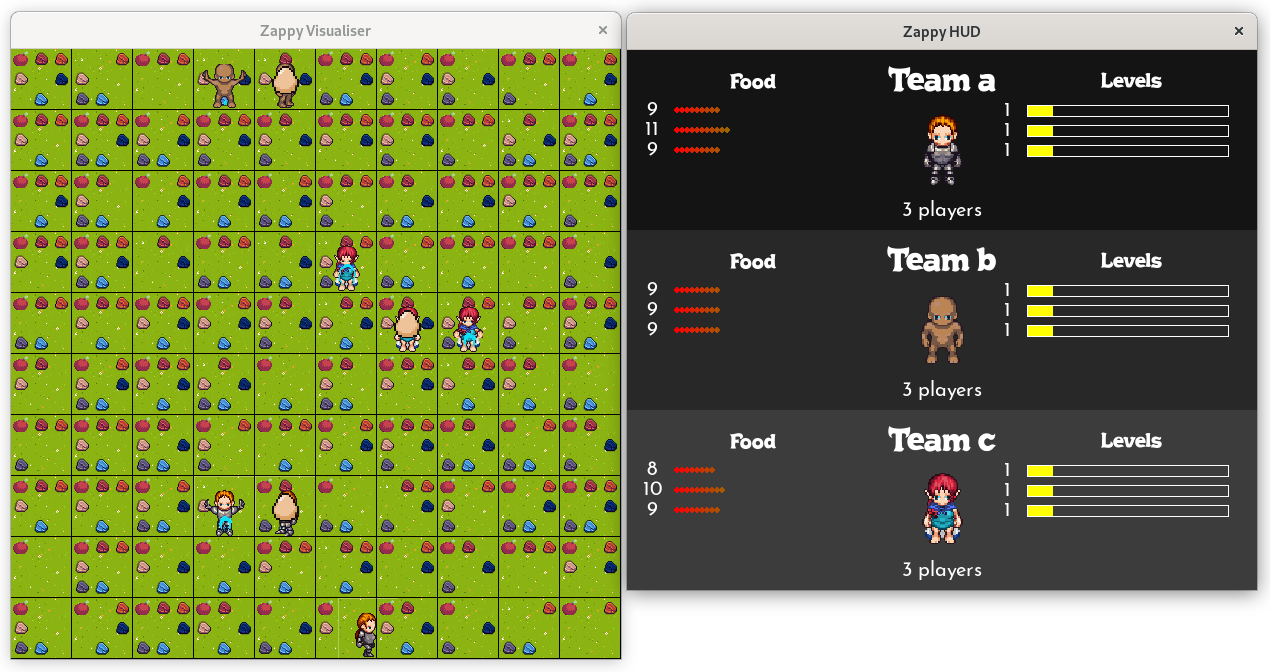 Zappy Visualiser ×
Zappy HUD ×
Food Team a Levels
9 1
11 1
9 1
3 players
Food Team b Levels
9 1
9 1
9 1
3 players
Food Team c Levels
8 1
10 1
9 1
3 players